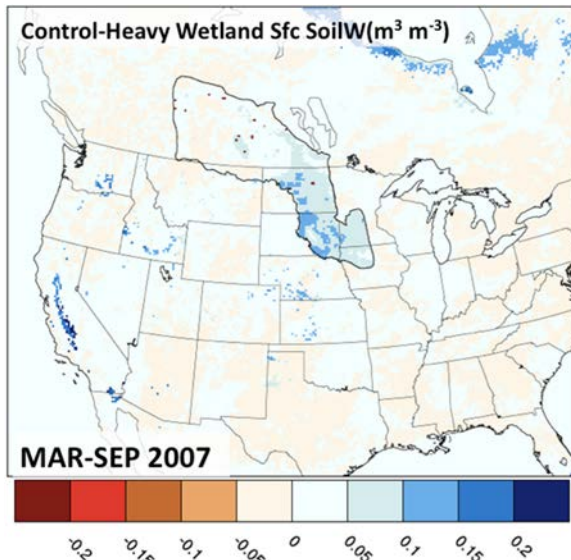 Control-Heavy Wetland Sfc SoilW(m³ m⁻³)
MAR-SEP 2007
-0.2 -0.15 -0.1 -0.05 0 0.05 0.1 0.15 0.2